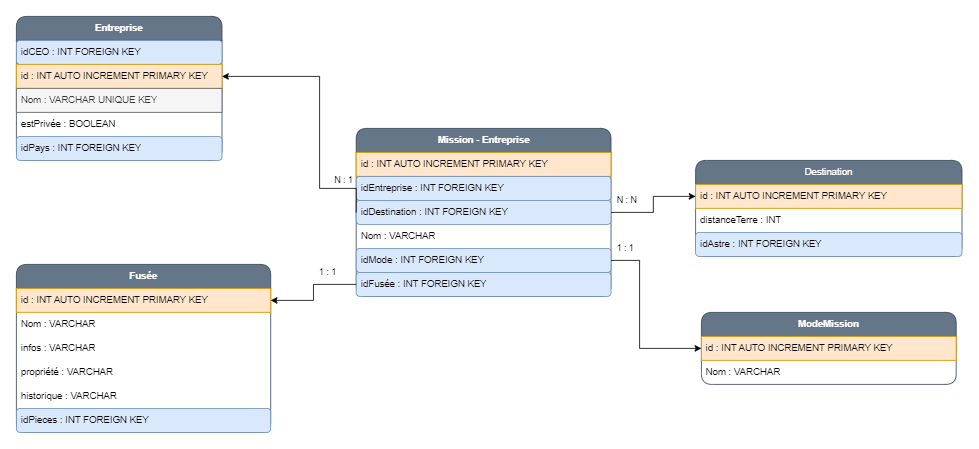 Entreprise
idCEO : INT FOREIGN KEY
id : INT AUTO INCREMENT PRIMARY KEY
Nom : VARCHAR UNIQUE KEY
estPrivée : BOOLEAN
idPays : INT FOREIGN KEY
Mission - Entreprise
id : INT AUTO INCREMENT PRIMARY KEY
idEntreprise : INT FOREIGN KEY
idDestination : INT FOREIGN KEY
Nom : VARCHAR
idMode : INT FOREIGN KEY
idFusée : INT FOREIGN KEY
N : 1
N : N
1 : 1
1 : 1
Destination
id : INT AUTO INCREMENT PRIMARY KEY
distanceTerre : INT
idAstre : INT FOREIGN KEY
Fusée
id : INT AUTO INCREMENT PRIMARY KEY
Nom : VARCHAR
infos : VARCHAR
propriété : VARCHAR
historique : VARCHAR
idPieces : INT FOREIGN KEY
ModeMission
id : INT AUTO INCREMENT PRIMARY KEY
Nom : VARCHAR